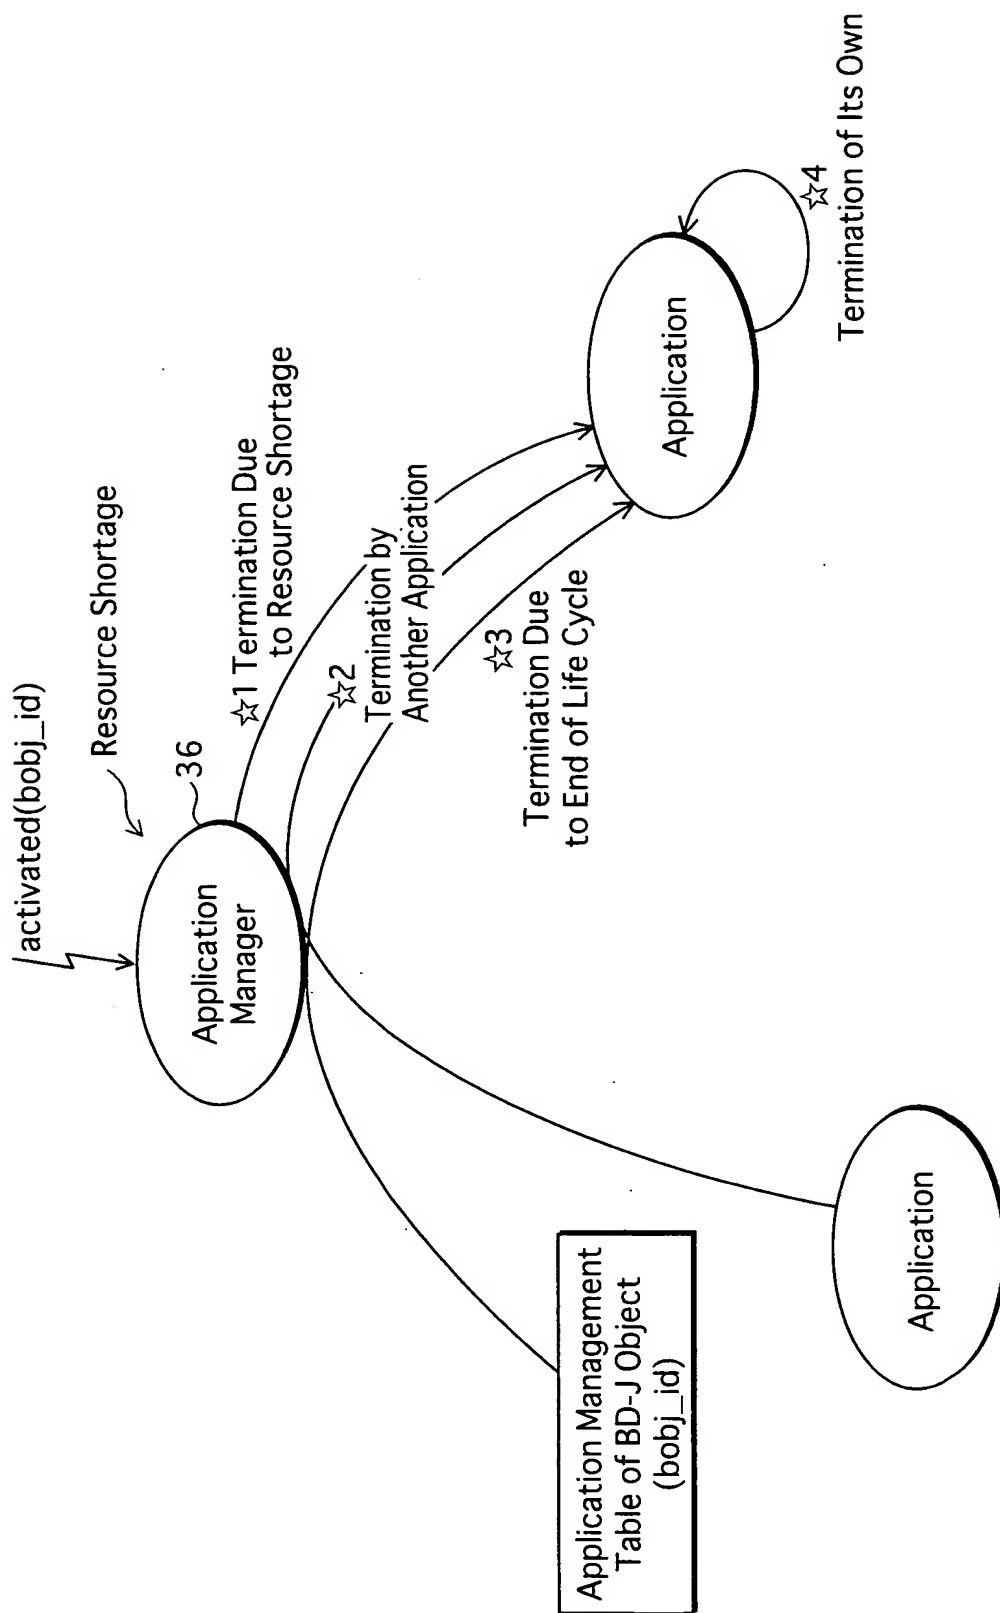 activated(bobj_id)
Resource Shortage
36
Application
Manager
☆1 Termination Due
to Resource Shortage
☆2
Termination by
Another Application
☆3
Termination Due
to End of Life Cycle
Application
☆4
Termination of Its Own
Application Management
Table of BD-J Object
(bobj_id)
Application